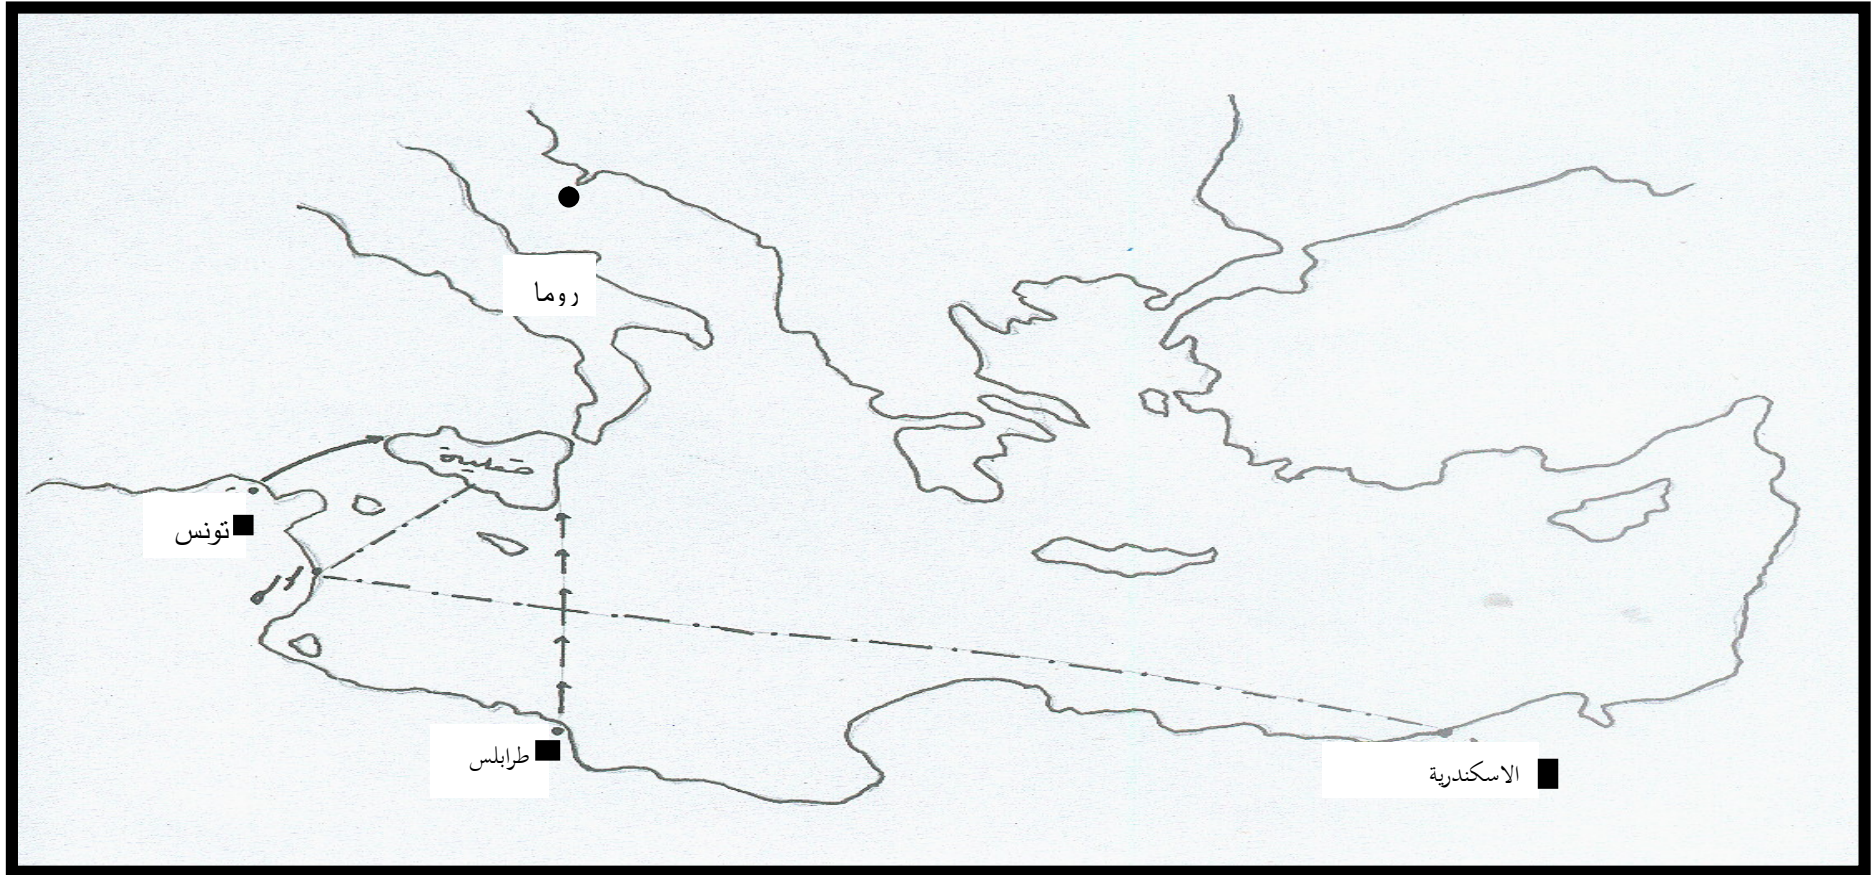 روما
صقلية
تونس
طرابلس
الاسكندرية